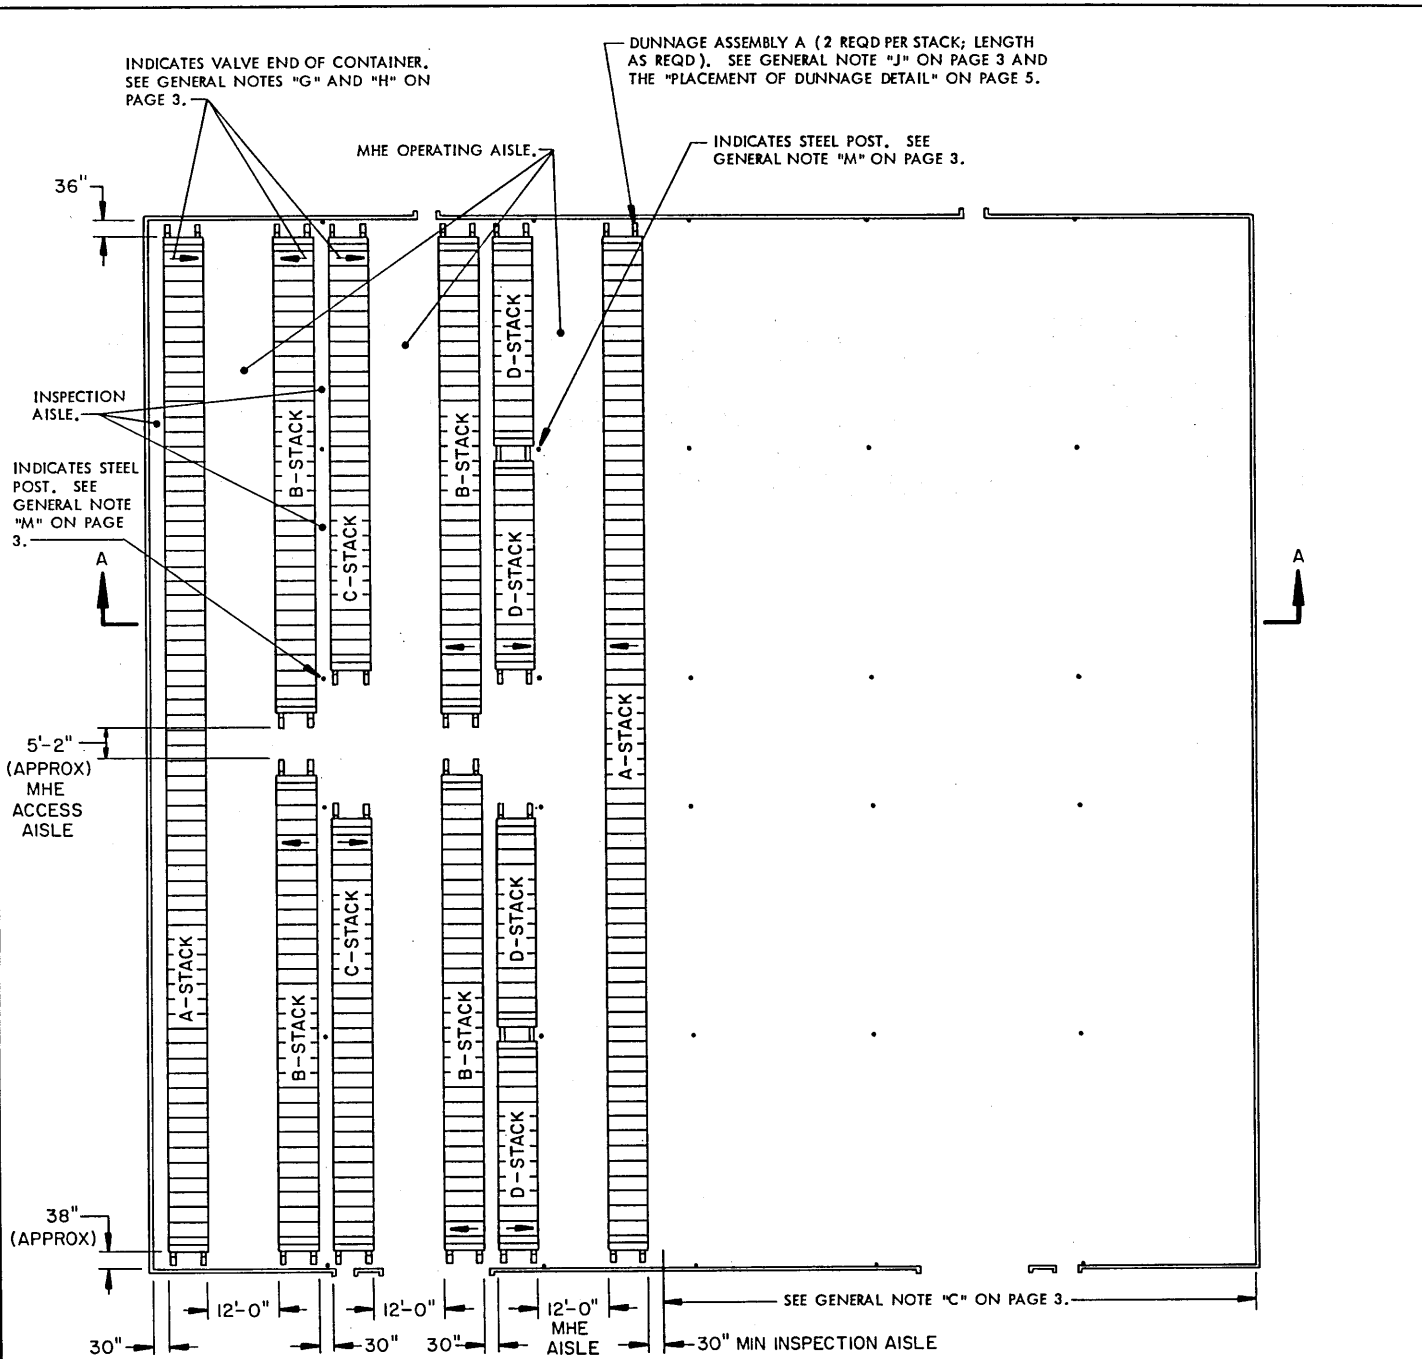 DUNNAGE ASSEMBLY A (2 REQD PER STACK; LENGTH
AS REQD). SEE GENERAL NOTE "J" ON PAGE 3 AND
THE "PLACEMENT OF DUNNAGE DETAIL" ON PAGE 5.
INDICATES VALVE END OF CONTAINER.
SEE GENERAL NOTES "G" AND "H" ON
PAGE 3.
MHE OPERATING AISLE.
INDICATES STEEL POST. SEE
GENERAL NOTE "M" ON PAGE 3.
36"
INSPECTION
AISLE.
INDICATES STEEL
POST. SEE
GENERAL NOTE
"M" ON PAGE
3.
A
A
D-STACK
B-STACK
B-STACK
C-STACK
D-STACK
A-STACK
5'-2"
(APPROX)
MHE
ACCESS
AISLE
A-STACK
C-STACK
D-STACK
B-STACK
B-STACK
D-STACK
38"
(APPROX)
12'-0"
12'-0"
12'-0"
MHE
AISLE
SEE GENERAL NOTE "C" ON PAGE 3.
30"
30"
30"
30" MIN INSPECTION AISLE